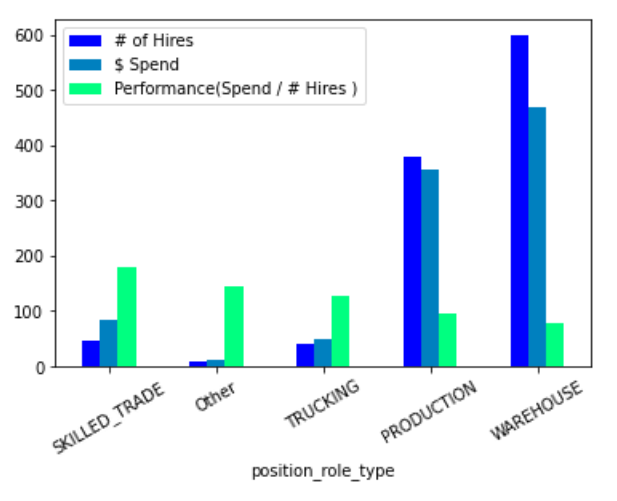 600
500
400
300
200
100
0
# of Hires
$ Spend
Performance(Spend / # Hires )
SKILLED_TRADE
Other
TRUCKING
PRODUCTION
WAREHOUSE
position_role_type